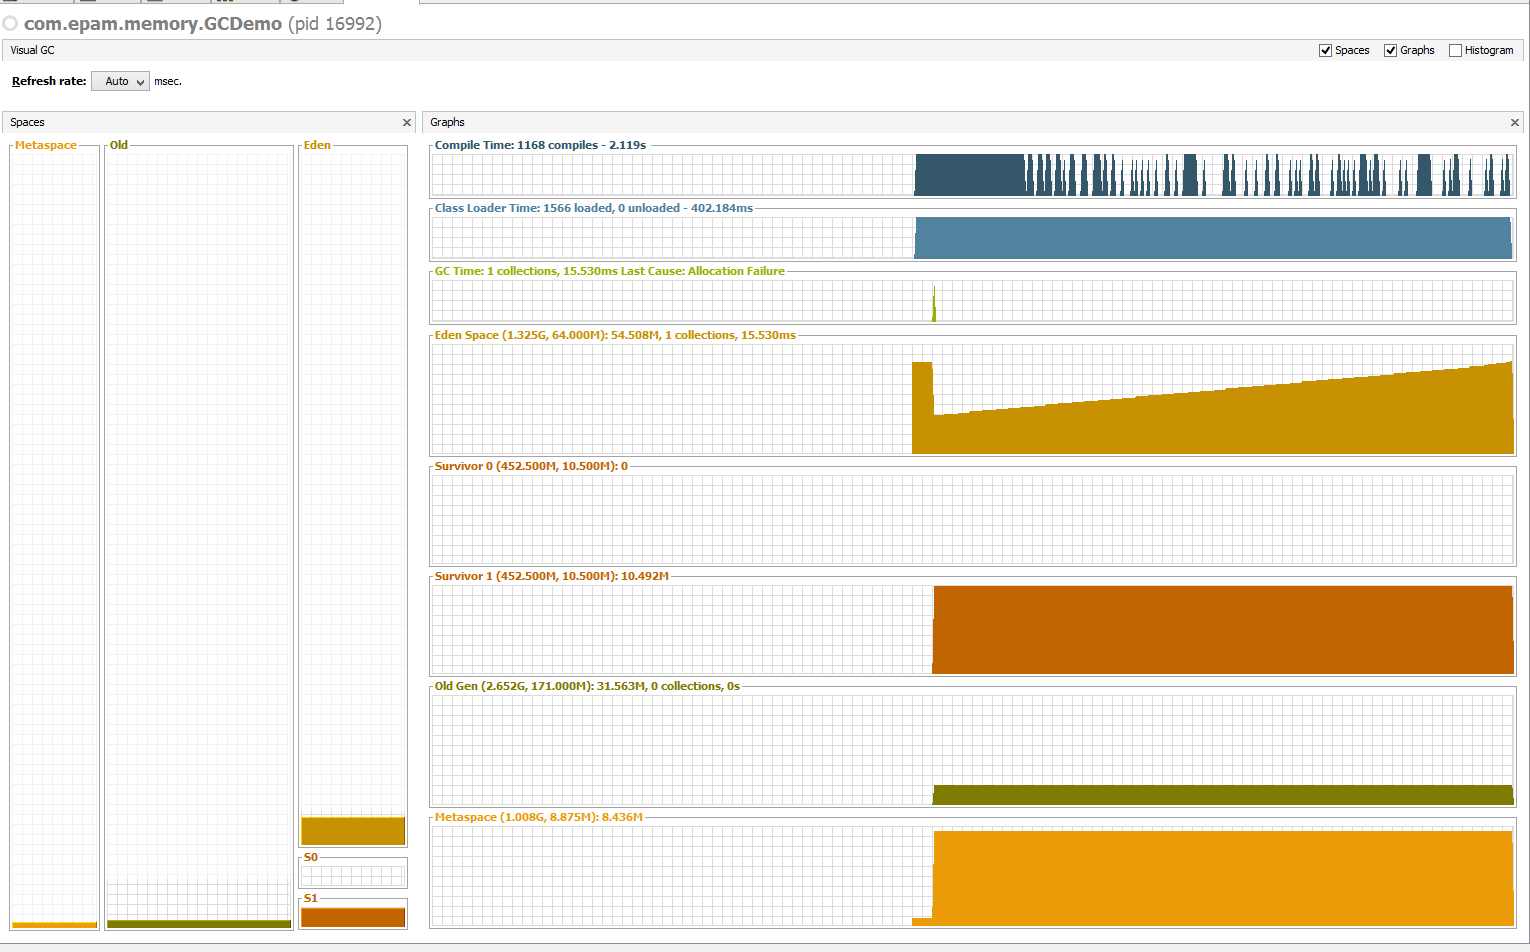 com.epam.memory.GCDemo (pid 16992)
Visual GC
Spaces
Graphs
Histogram
Refresh rate: Auto msec.
Spaces
Metaspace
Old
Eden
S0
S1
Graphs
Compile Time: 1168 compiles - 2.119s
Class Loader Time: 1566 loaded, 0 unloaded - 402.184ms
GC Time: 1 collections, 15.530ms Last Cause: Allocation Failure
Eden Space (1.325G, 64.000M): 54.508M, 1 collections, 15.530ms
Survivor 0 (452.500M, 10.500M): 0
Survivor 1 (452.500M, 10.500M): 10.492M
Old Gen (2.652G, 171.000M): 31.563M, 0 collections, 0s
Metaspace (1.008G, 8.875M): 8.436M